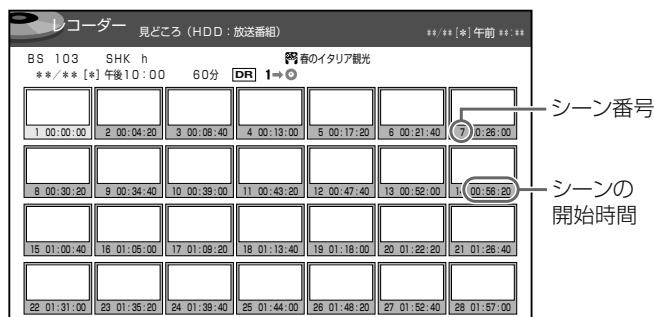 レコーダー 見どころ（HDD：放送番組） **/**[*]午前**:**
BS 103 SHK h 春のイタリア観光
**/**[*]午後10:00 60分 DR 1➡
1 00:00:00 2 00:04:20 3 00:08:40 4 00:13:00 5 00:17:20 6 00:21:40 7 00:26:00
シーン番号
8 00:30:20 9 00:34:40 10 00:39:00 11 00:43:20 12 00:47:40 13 00:52:00 14 00:56:20
シーンの
開始時間
15 01:00:40 16 01:05:00 17 01:09:20 18 01:13:40 19 01:18:00 20 01:22:20 21 01:26:40
22 01:31:00 23 01:35:20 24 01:39:40 25 01:44:00 26 01:48:20 27 01:52:40 28 01:57:00